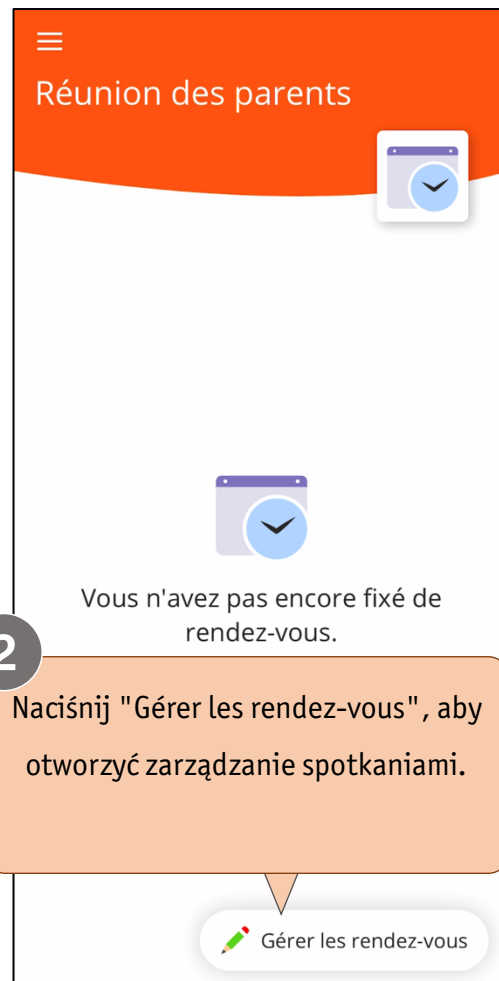 Réunion des parents
Vous n'avez pas encore fixé de
rendez-vous.
2
Naciśnij "Gérer les rendez-vous", aby
otworzyć zarządzanie spotkaniami.
Gérer les rendez-vous